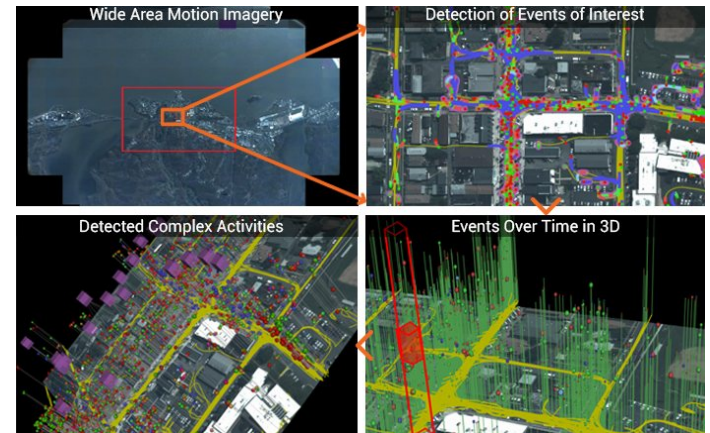 Wide Area Motion Imagery
Detection of Events of Interest
Detected Complex Activities
Events Over Time in 3D